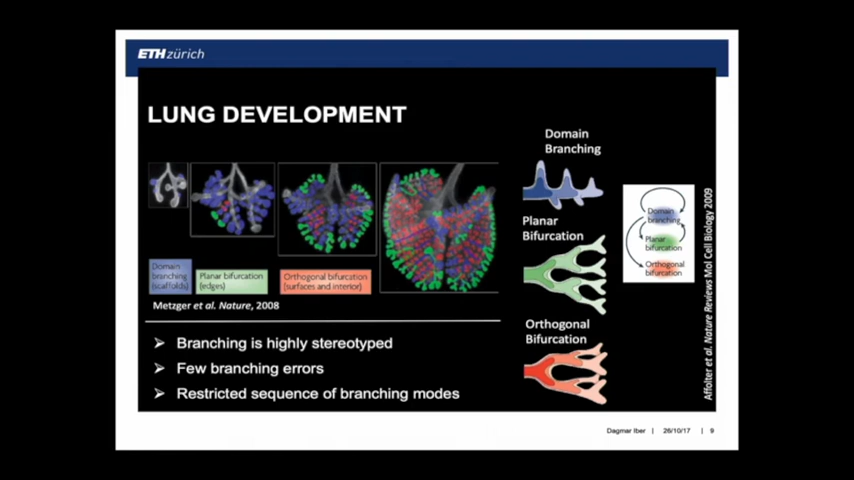 ETH zürich
LUNG DEVELOPMENT
Domain
branching
(scaffolds)
Planar bifurcation
(edges)
Orthogonal bifurcation
(surfaces and interior)
Metzger et al. Nature, 2008
Domain
Branching
Planar
Bifurcation
Orthogonal
Bifurcation
Domain
branching
Planar
bifurcation
Orthogonal
bifurcation
Affolter et al. Nature Reviews Mol Cell Biology 2009
➤ Branching is highly stereotyped
➤ Few branching errors
➤ Restricted sequence of branching modes
Dagmar Iber | 26/10/17 | 9